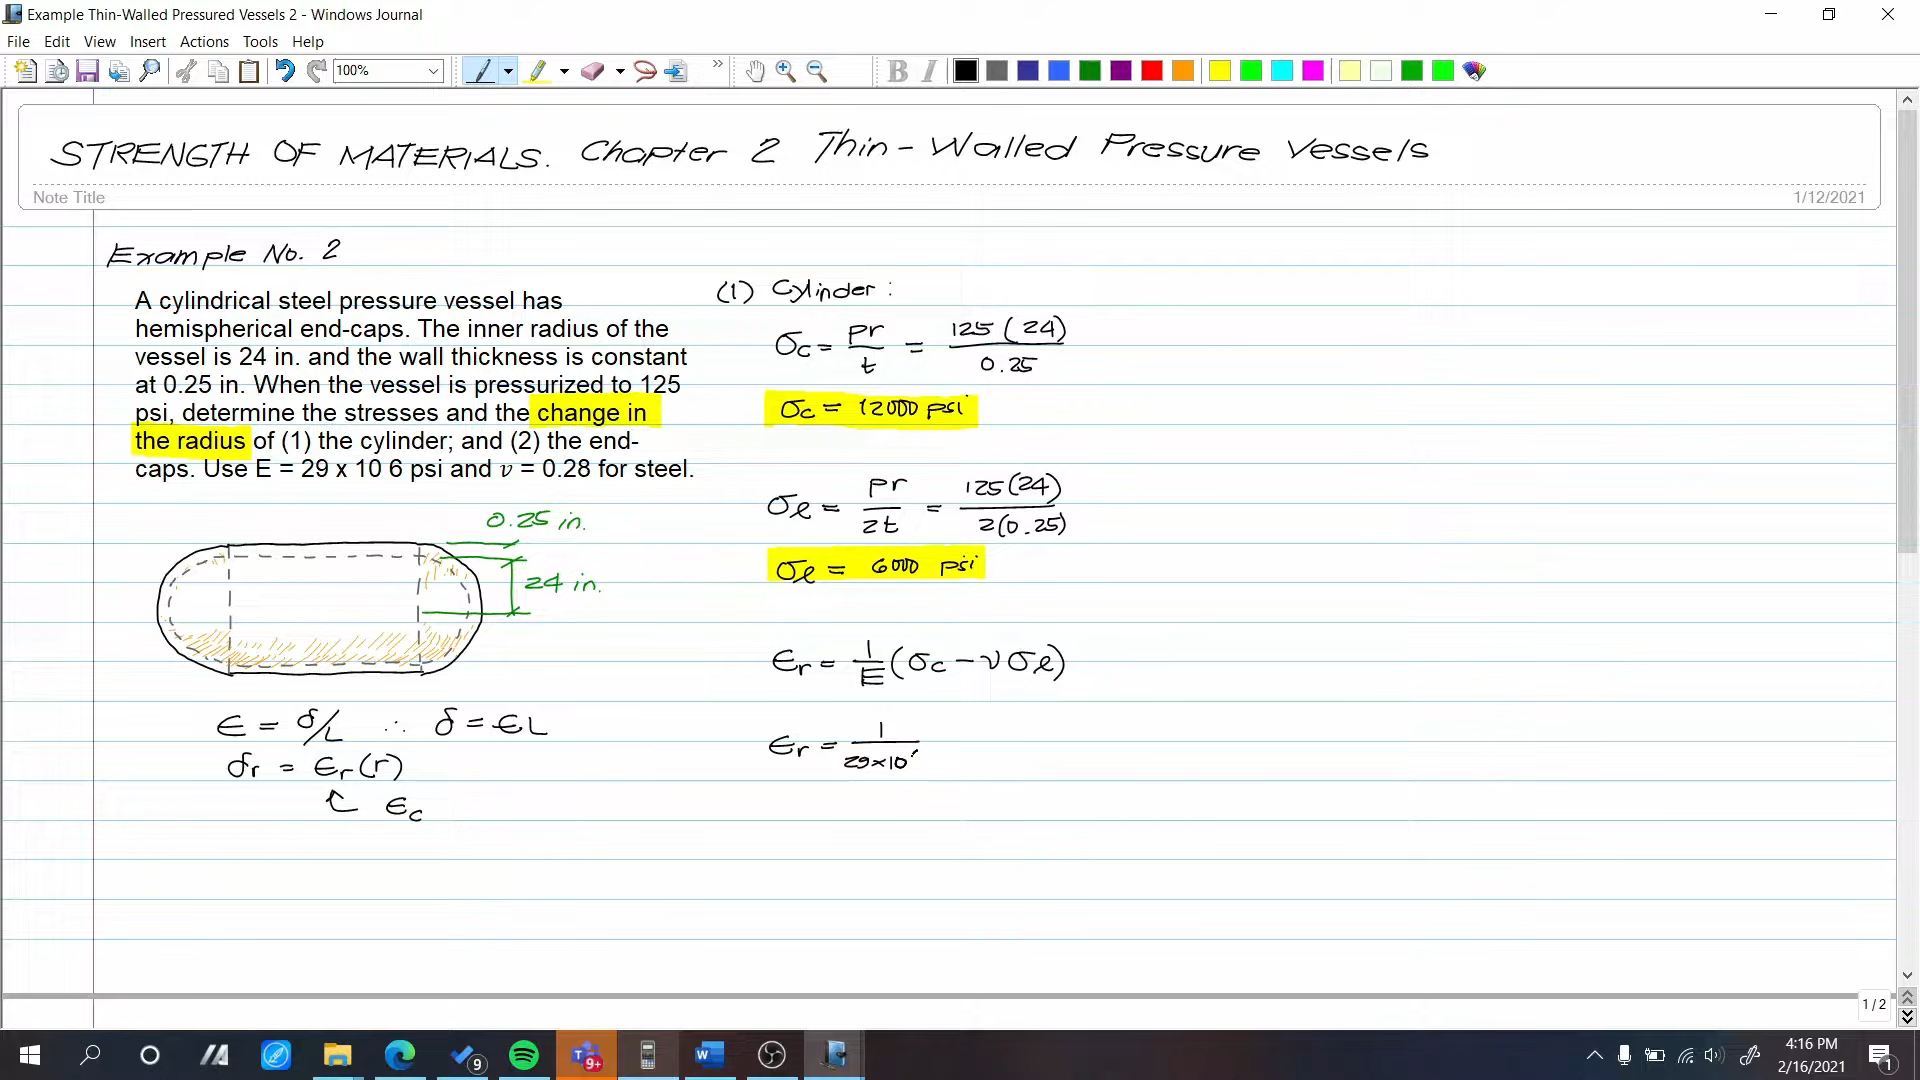 Example Thin-Walled Pressured Vessels 2 - Windows Journal
File Edit View Insert Actions Tools Help
100%
B I
STRENGTH OF MATERIALS. Chapter 2 Thin-Walled Pressure Vessels
Note Title
1/12/2021
Example No. 2
A cylindrical steel pressure vessel has
hemispherical end-caps. The inner radius of the
vessel is 24 in. and the wall thickness is constant
at 0.25 in. When the vessel is pressurized to 125
psi, determine the stresses and the change in
the radius of (1) the cylinder; and (2) the end-
caps. Use E = 29 x 10 6 psi and ν = 0.28 for steel.
0.25 in.
24 in.
ϵ = δ/L ∴ δ = ϵL
δr = ϵr(r)
ϵc
(1) Cylinder :
σc = pr/t = 125(24)/0.25
σc = 12000 psi
σℓ = pr/2t = 125(24)/2(0.25)
σℓ = 6000 psi
ϵr = 1/E (σc - νσℓ)
ϵr = 1/29×10
1 / 2
9
T 9+
W
4:16 PM
2/16/2021
1